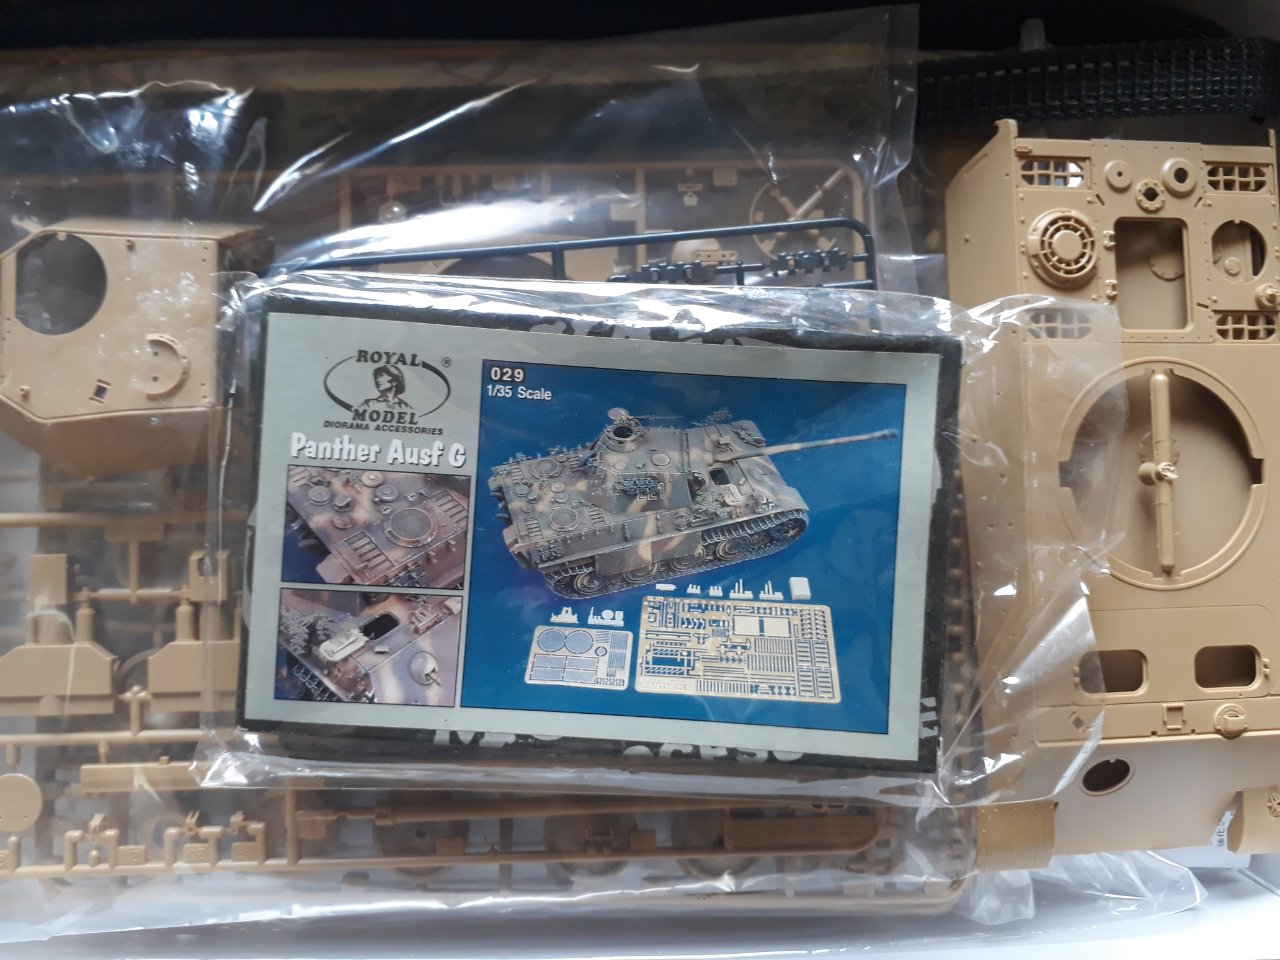 ROYAL ®
MODEL
DIORAMA ACCESSORIES
Panther Ausf G
029
1/35 Scale